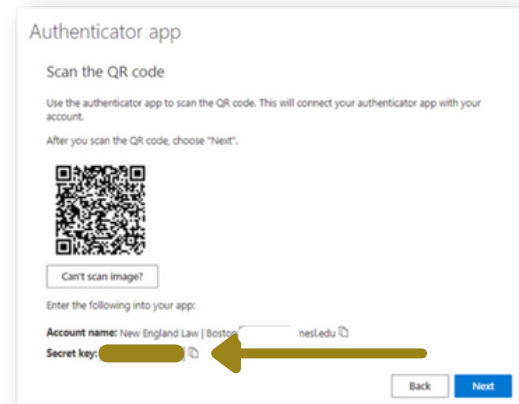 Authenticator app
Scan the QR code
Use the authenticator app to scan the QR code. This will connect your authenticator app with your
account.
After you scan the QR code, choose "Next".
Can't scan image?
Enter the following into your app:
Account name: New England Law | Boston nesl.edu
Secret key:
Back
Next